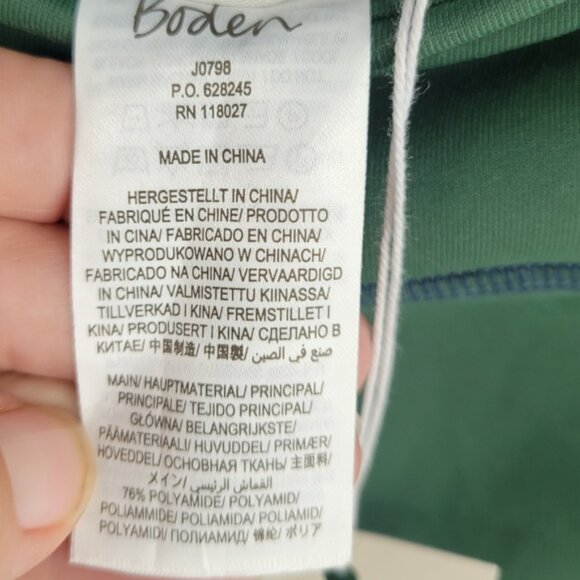 Boden
J0798
P.O. 628245
RN 118027
MADE IN CHINA
HERGESTELLT IN CHINA/
FABRIQUÉ EN CHINE/ PRODOTTO
IN CINA/ FABRICADO EN CHINA/
WYPRODUKOWANO W CHINACH/
FABRICADO NA CHINA/ VERVAARDIGD
IN CHINA/ VALMISTETTU KIINASSA/
TILLVERKAD I KINA/ FREMSTILLET I
KINA/ PRODUSERT I KINA/ СДЕЛАНО В
КИТАЕ/ 中国制造/ 中国製/ صنع في الصين
MAIN/ HAUPTMATERIAL/ PRINCIPAL/
PRINCIPALE/ TEJIDO PRINCIPAL/
GŁÓWNA/ BELANGRIJKSTE/
PÄÄMATERIAALI/ HUVUDDEL/ PRIMÆR/
HOVEDDEL/ ОСНОВНАЯ ТКАНЬ/ 主面料/
メイン/ القماش الرئيسي/
76% POLYAMIDE/ POLYAMID/
POLIAMMIDE/ POLIAMIDA/ POLIAMID/
POLYAMIDI/ ПОЛИАМИД/ 锦纶/ ポリア